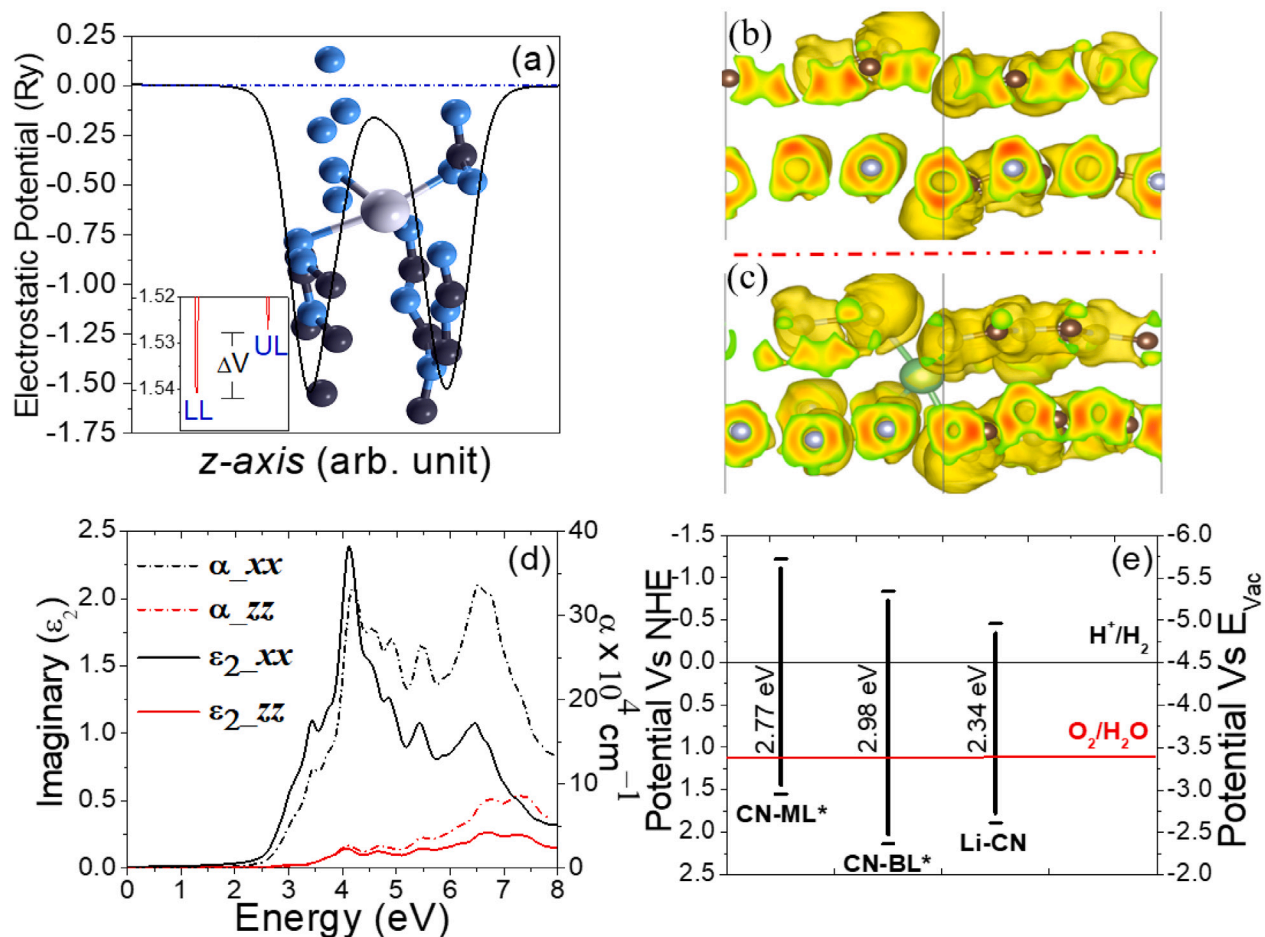 (a)
Electrostatic Potential (Ry)
0.25
0.00
-0.25
-0.50
-0.75
-1.00
-1.25
-1.50
-1.75
1.52
1.53
1.54
ΔV
UL
LL
z-axis (arb. unit)
(b)
(c)
(d)
Imaginary (ε₂)
2.5
2.0
1.5
1.0
0.5
0.0
α_xx
α_zz
ε₂_xx
ε₂_zz
0 1 2 3 4 5 6 7 8
Energy (eV)
40
30
20
10
0
α x 10⁴ cm⁻¹
(e)
Potential Vs NHE
-1.5
-1.0
-0.5
0.0
0.5
1.0
1.5
2.0
2.5
2.77 eV
2.98 eV
2.34 eV
H⁺/H₂
O₂/H₂O
CN-ML*
CN-BL*
Li-CN
-6.0
-5.5
-5.0
-4.5
-4.0
-3.5
-3.0
-2.5
-2.0
Potential Vs E_Vac